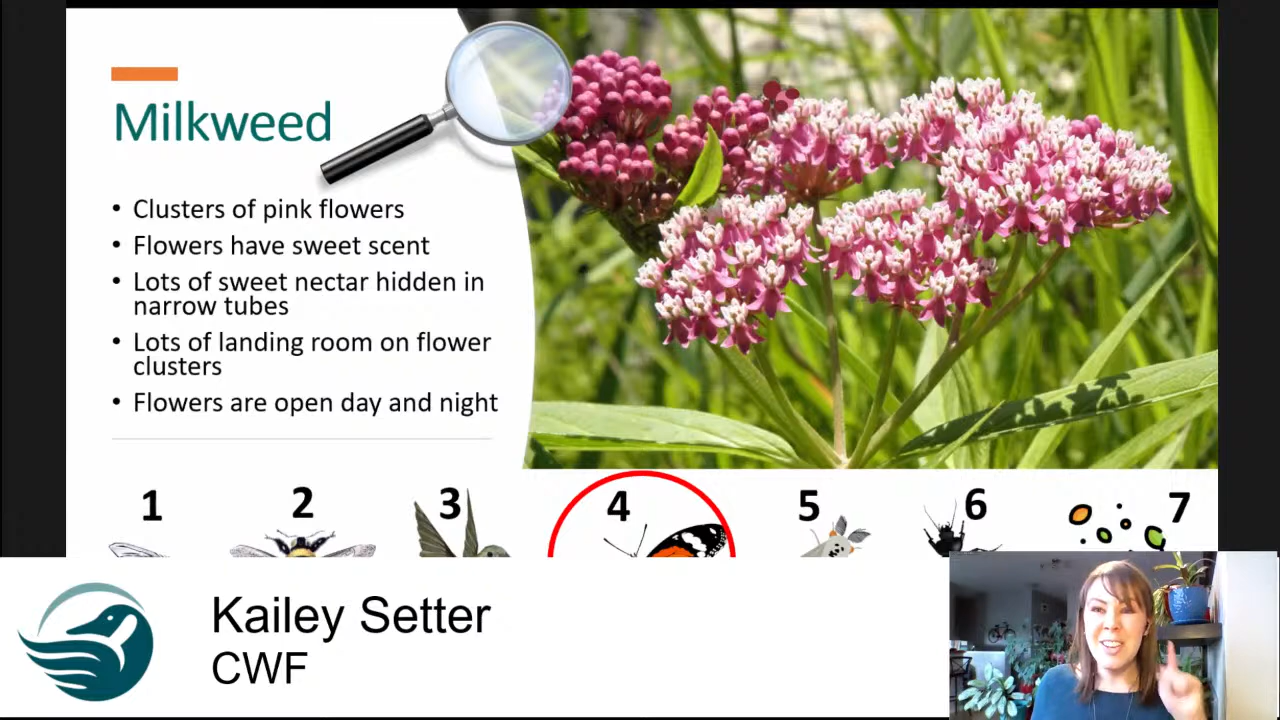 Milkweed
• Clusters of pink flowers
• Flowers have sweet scent
• Lots of sweet nectar hidden in
narrow tubes
• Lots of landing room on flower
clusters
• Flowers are open day and night
1 2 3 4 5 6 7
Kailey Setter
CWF